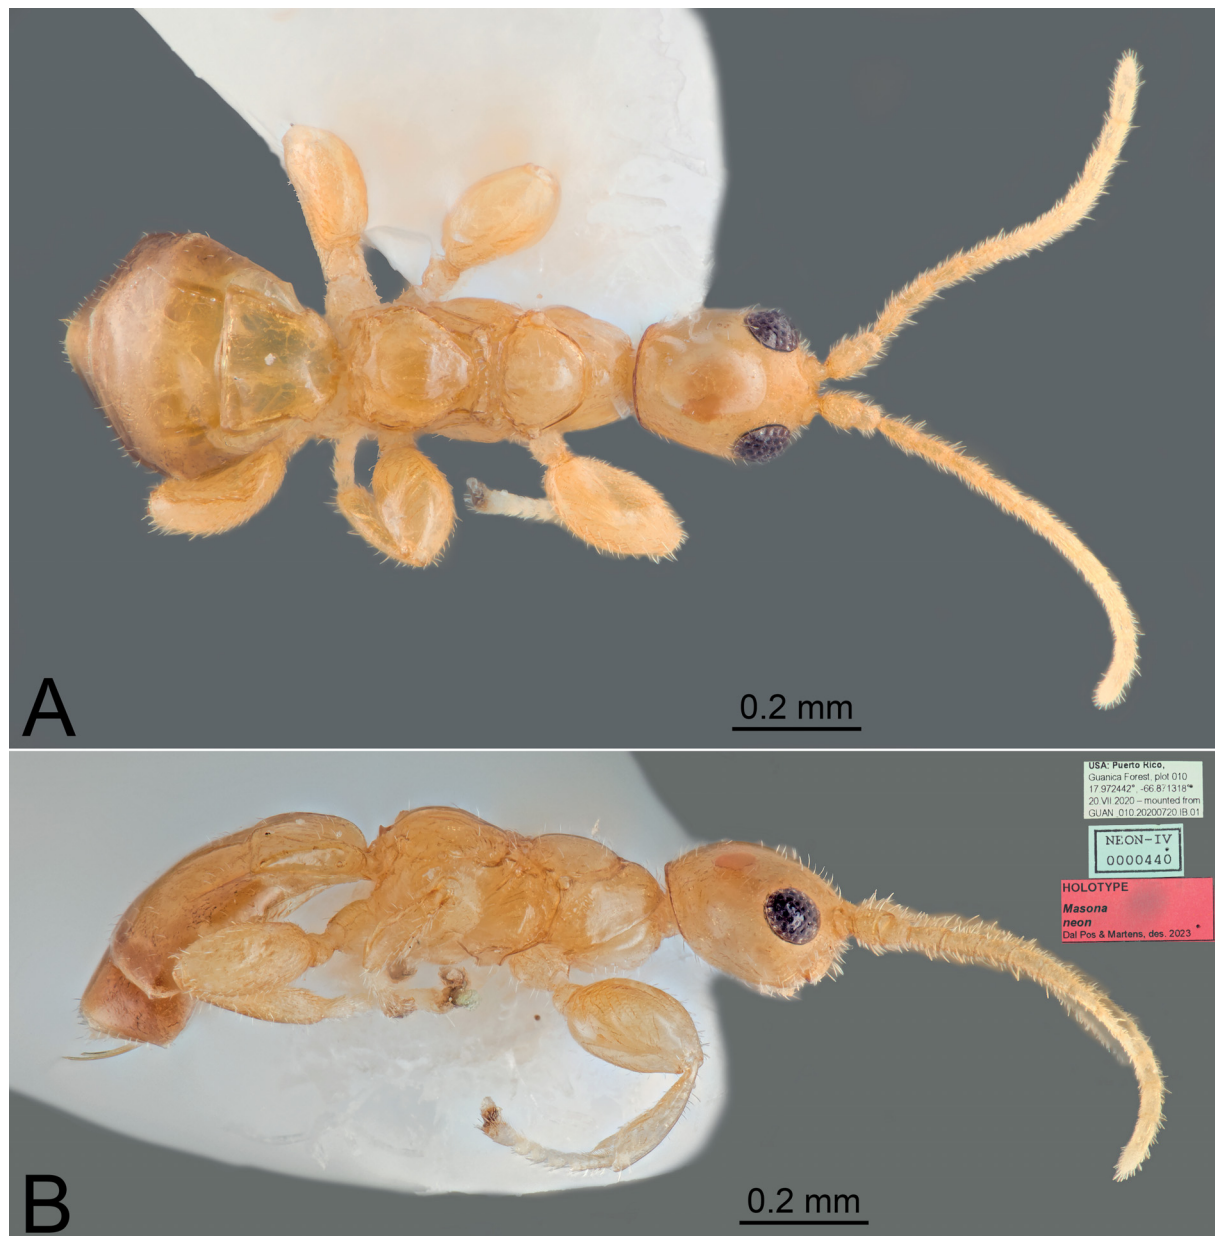 A
0.2 mm
USA: Puerto Rico,
Guanica Forest, plot 010
17.972442°, -66.871318°
20.VII.2020 – mounted from
GUAN_010.20200720.IB.01
NEON-IV
0000440
HOLOTYPE
Masona
neon
Dal Pos & Martens, des. 2023
B
0.2 mm